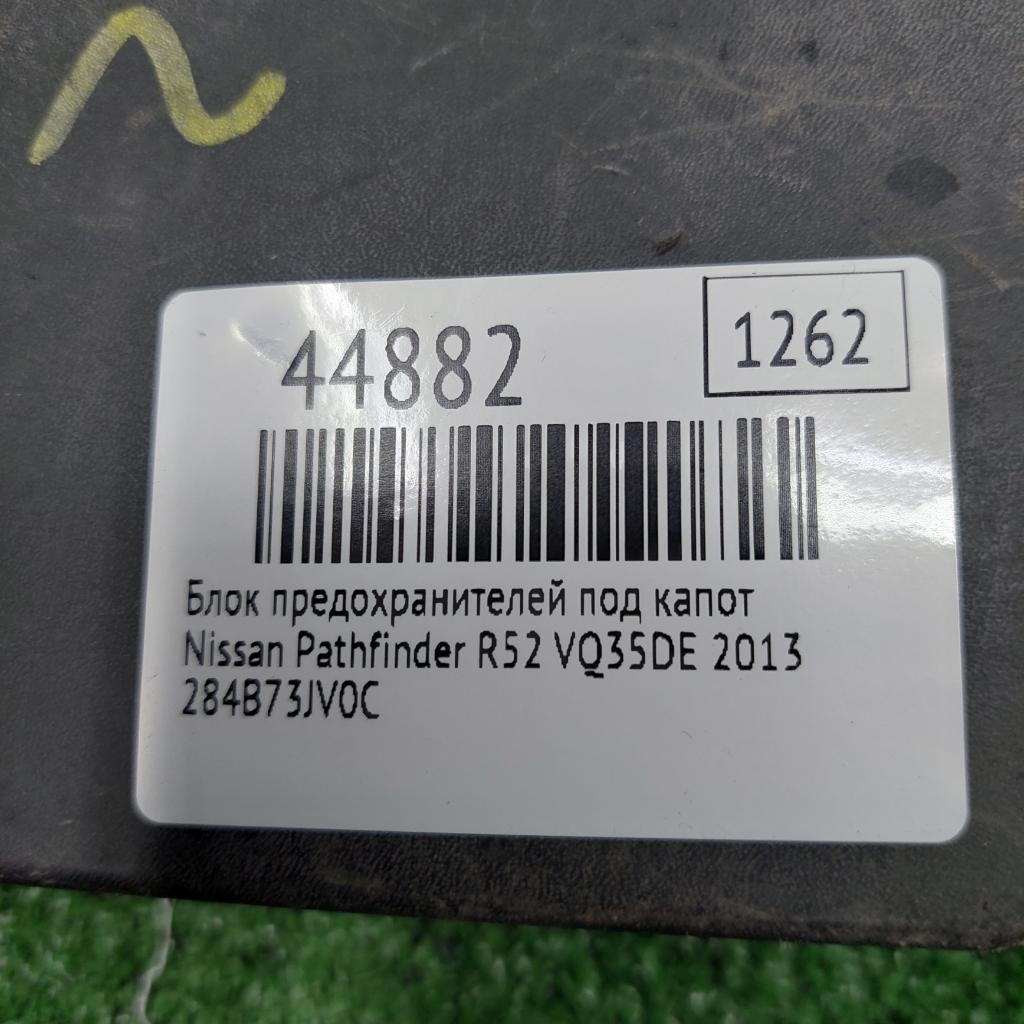 44882
1262
Блок предохранителей под капот
Nissan Pathfinder R52 VQ35DE 2013
284B73JV0C